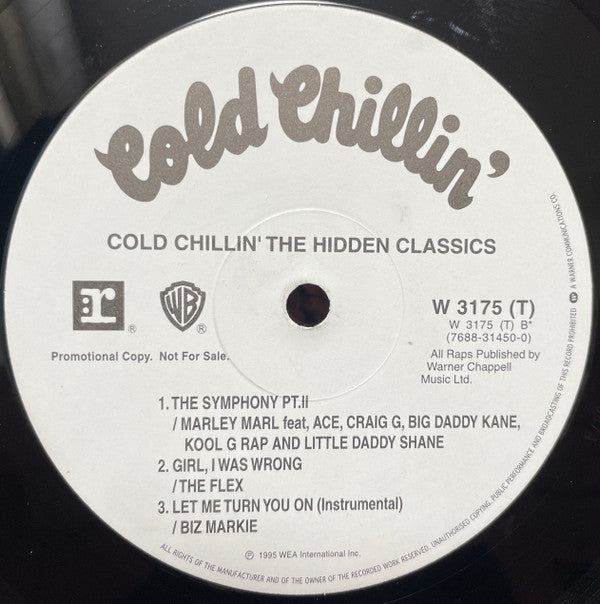 Cold Chillin'
COLD CHILLIN' THE HIDDEN CLASSICS
r ®
WB ®
W 3175 (T)
W 3175 (T) B*
(7688-31450-0)
Promotional Copy. Not For Sale.
All Raps Published by
Warner Chappell
Music Ltd.
1. THE SYMPHONY PT.II
/ MARLEY MARL feat, ACE, CRAIG G, BIG DADDY KANE,
KOOL G RAP AND LITTLE DADDY SHANE
2. GIRL, I WAS WRONG
/ THE FLEX
3. LET ME TURN YOU ON (Instrumental)
/ BIZ MARKIE
℗ 1995 WEA International Inc.
ALL RIGHTS OF THE MANUFACTURER AND OF THE OWNER OF THE RECORDED WORK RESERVED. UNAUTHORISED COPYING, PUBLIC PERFORMANCE AND BROADCASTING OF THIS RECORD PROHIBITED A WARNER COMMUNICATIONS CO.